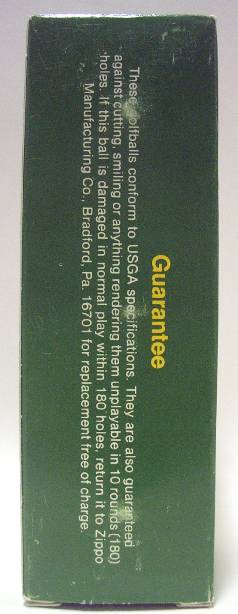 Guarantee
These golfballs conform to USGA specifications. They are also guaranteed
against cutting, smiling or anything rendering them unplayable in 10 rounds (180)
holes. If this ball is damaged in normal play within 180 holes, return it to Zippo
Manufacturing Co., Bradford, Pa. 16701 for replacement free of charge.